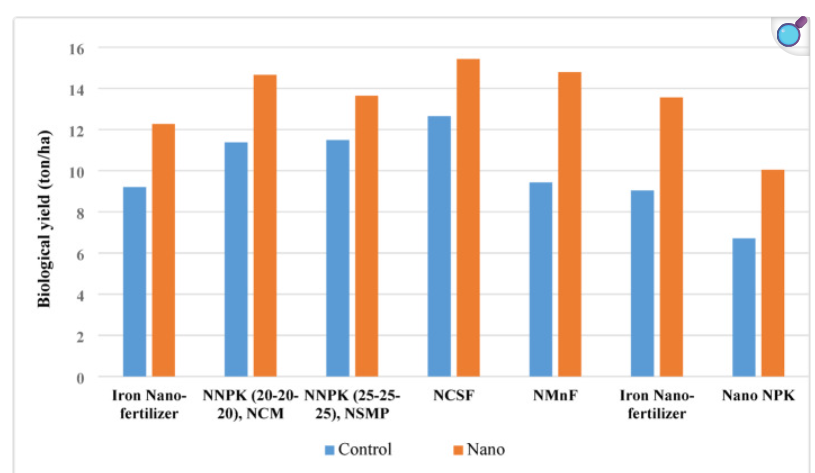 Biological yield (ton/ha)
16
14
12
10
8
6
4
2
0
Iron Nano-
fertilizer
NNPK (20-20-
20), NCM
NNPK (25-25-
25), NSMP
NCSF
NMnF
Iron Nano-
fertilizer
Nano NPK
Control
Nano